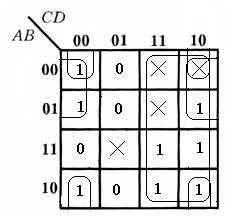 CD
AB
00 01 11 10
00 1 0 × ×
01 1 0 × 1
11 0 × 1 1
10 1 0 1 1